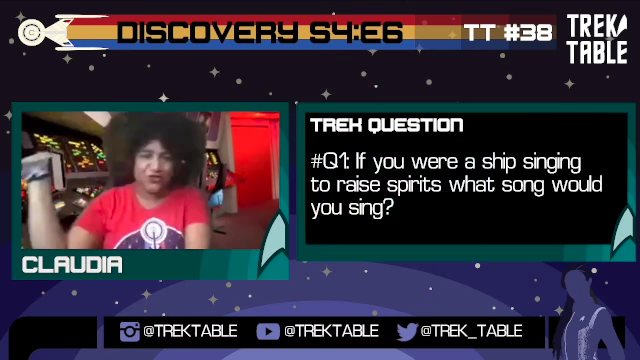 DISCOVERY S4:E6
TT #38
TREK
TABLE
TREK QUESTION
#Q1: If you were a ship singing
to raise spirits what song would
you sing?
CLAUDIA
@TREKTABLE
@TREKTABLE
@TREK_TABLE